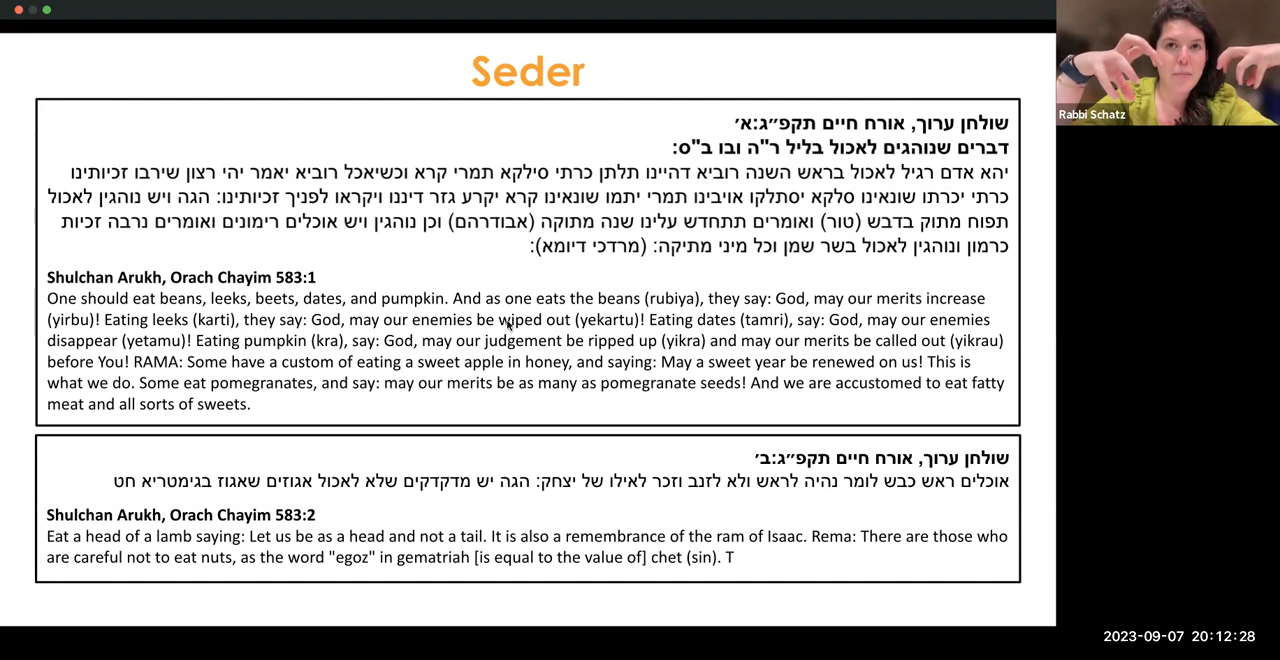 Seder
שולחן ערוך, אורח חיים תקפ״ג:א׳
דברים שנוהגים לאכול בליל ר"ה ובו ב"ס:
יהא אדם רגיל לאכול בראש השנה רוביא דהיינו תלתן כרתי סילקא תמרי קרא וכשיאכל רוביא יאמר יהי רצון שירבו זכיותינו
כרתי יכרתו שונאינו סלקא יסתלקו אויבינו תמרי יתמו שונאינו קרא יקרע גזר דיננו ויקראו לפניך זכיותינו: הגה ויש נוהגין לאכול
תפוח מתוק בדבש (טור) ואומרים תתחדש עלינו שנה מתוקה (אבודרהם) וכן נוהגין ויש אוכלים רימונים ואומרים נרבה זכיות
כרמון ונוהגין לאכול בשר שמן וכל מיני מתיקה: (מרדכי דיומא):
Shulchan Arukh, Orach Chayim 583:1
One should eat beans, leeks, beets, dates, and pumpkin. And as one eats the beans (rubiya), they say: God, may our merits increase
(yirbu)! Eating leeks (karti), they say: God, may our enemies be wiped out (yekartu)! Eating dates (tamri), say: God, may our enemies
disappear (yetamu)! Eating pumpkin (kra), say: God, may our judgement be ripped up (yikra) and may our merits be called out (yikrau)
before You! RAMA: Some have a custom of eating a sweet apple in honey, and saying: May a sweet year be renewed on us! This is
what we do. Some eat pomegranates, and say: may our merits be as many as pomegranate seeds! And we are accustomed to eat fatty
meat and all sorts of sweets.
שולחן ערוך, אורח חיים תקפ״ג:ב׳
אוכלים ראש כבש לומר נהיה לראש ולא לזנב וזכר לאילו של יצחק: הגה יש מדקדקים שלא לאכול אגוזים שאגוז בגימטריא חט
Shulchan Arukh, Orach Chayim 583:2
Eat a head of a lamb saying: Let us be as a head and not a tail. It is also a remembrance of the ram of Isaac. Rema: There are those who
are careful not to eat nuts, as the word "egoz" in gematriah [is equal to the value of] chet (sin). T
Rabbi Schatz
2023-09-07 20:12:28